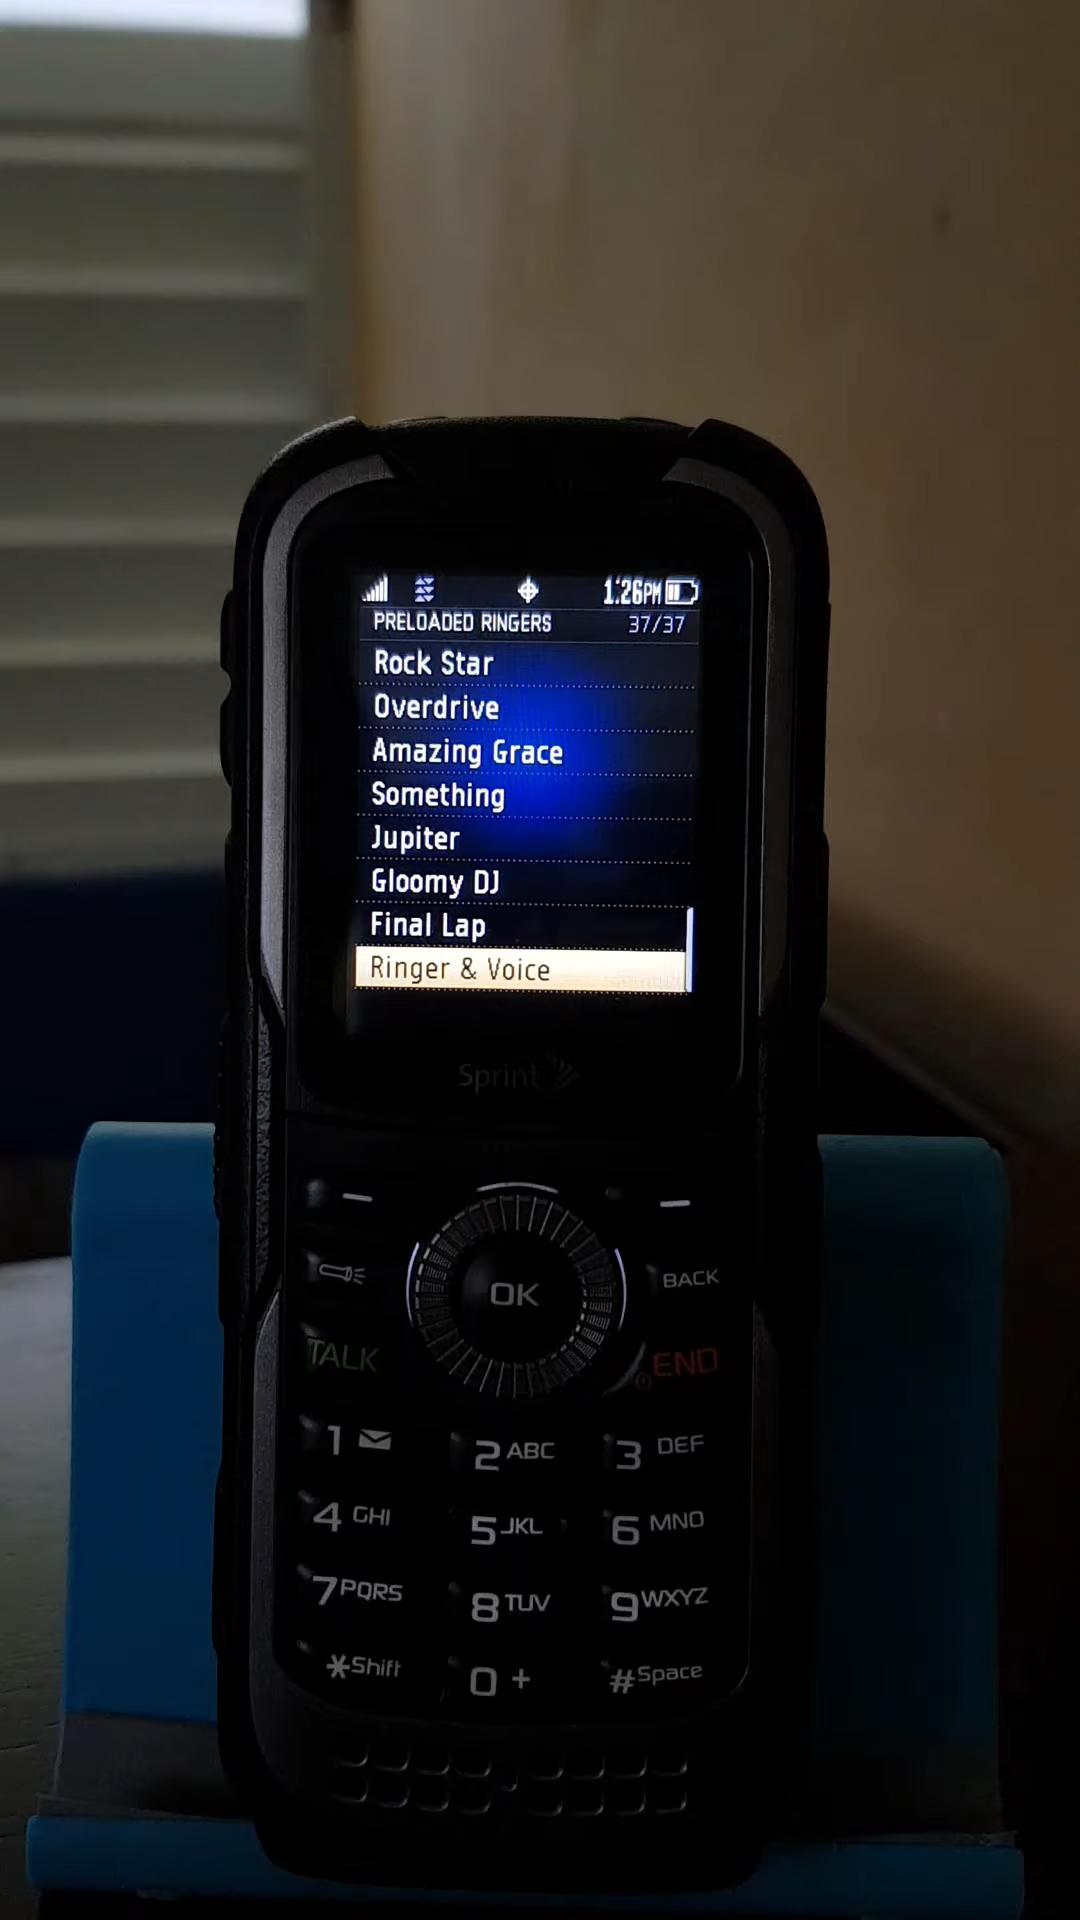 1:26PM
PRELOADED RINGERS 37/37
Rock Star
Overdrive
Amazing Grace
Something
Jupiter
Gloomy DJ
Final Lap
Ringer & Voice
Sprint
OK
BACK
TALK
END
1
2 ABC
3 DEF
4 GHI
5 JKL
6 MNO
7 PQRS
8 TUV
9 WXYZ
*Shift
0 +
#Space